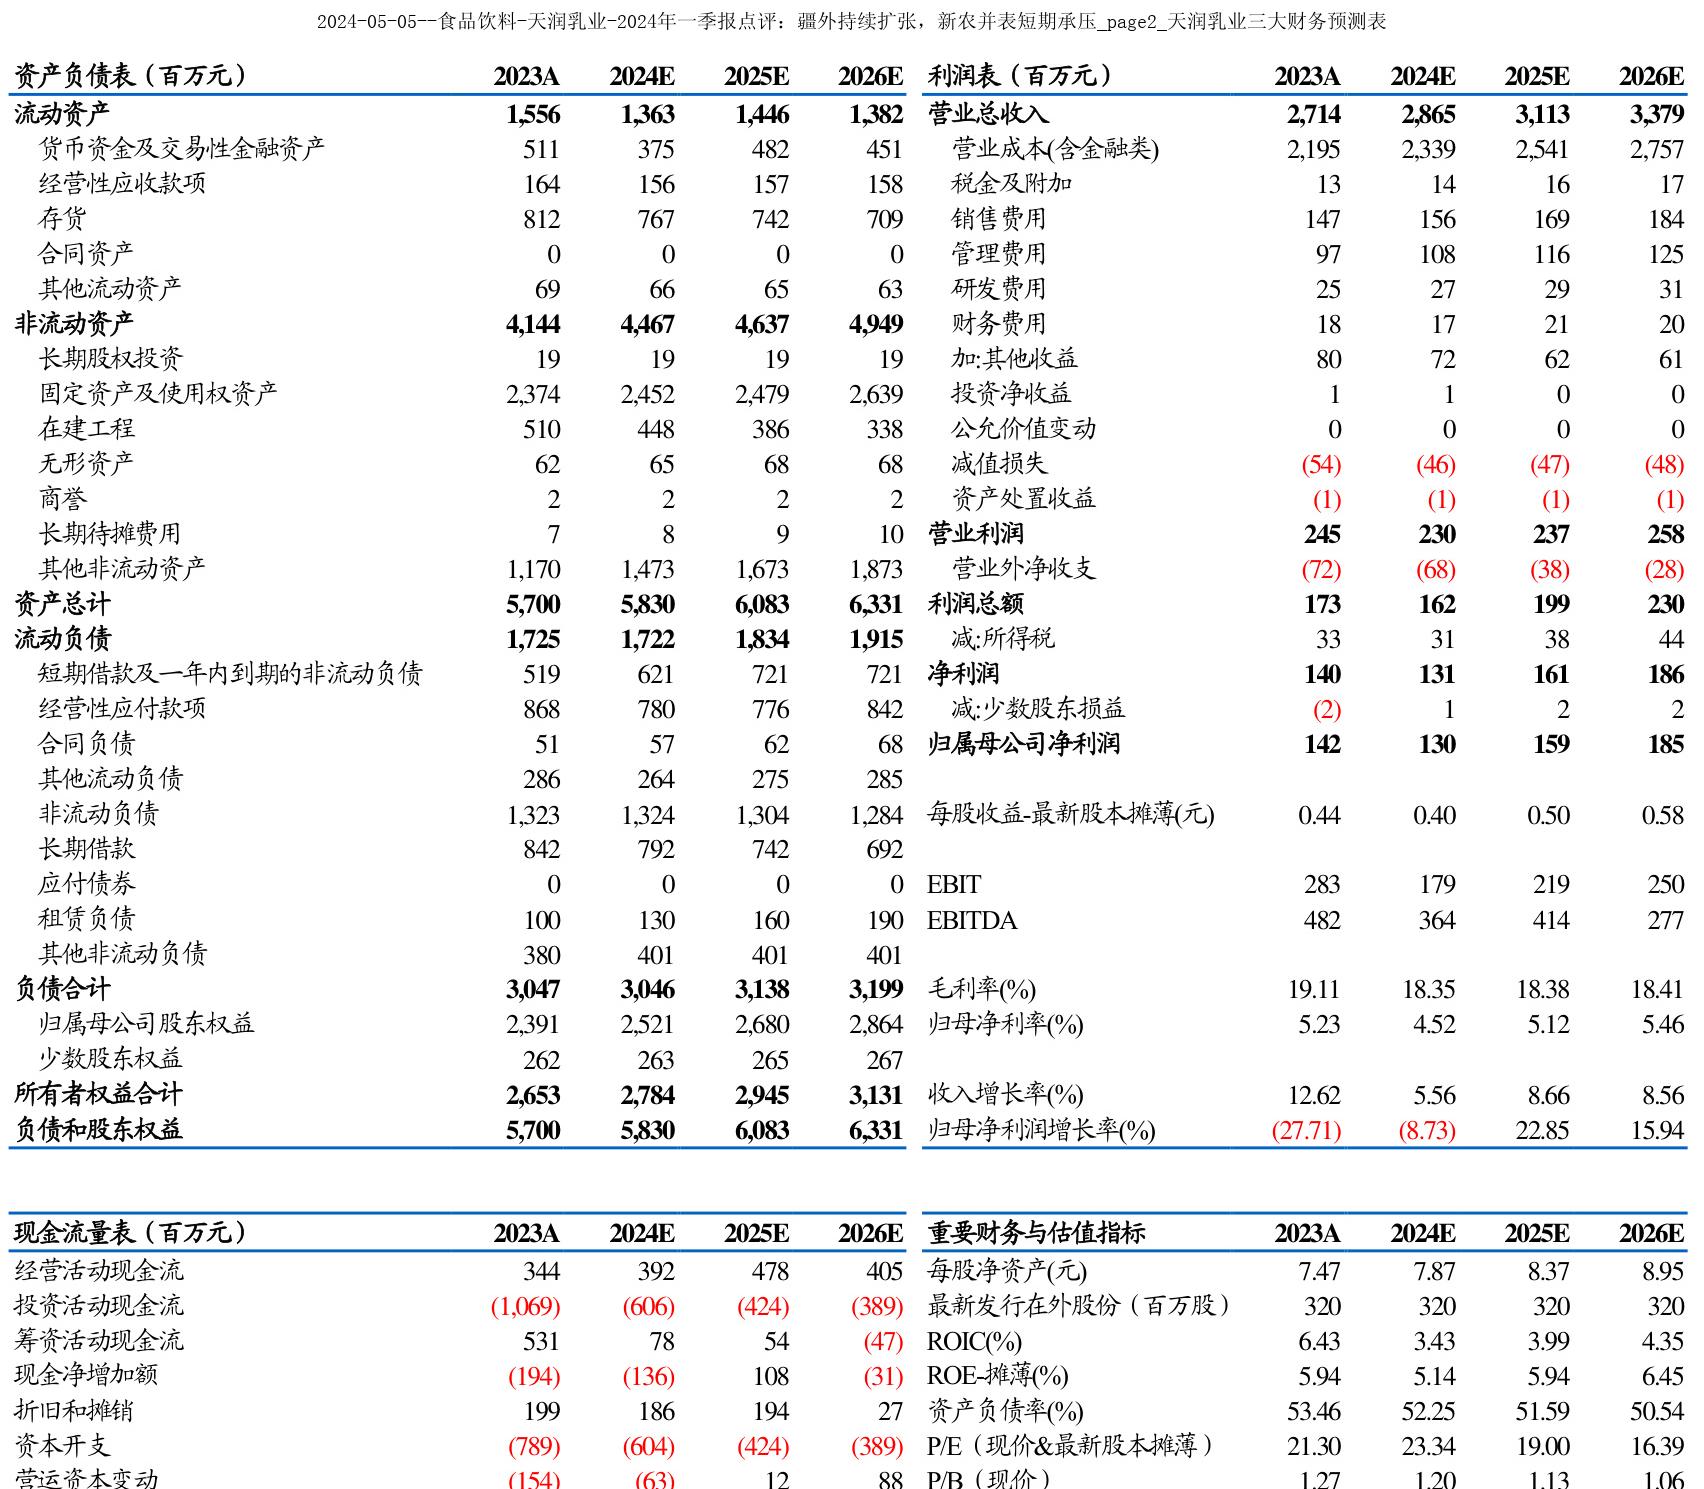 2024-05-05--食品饮料-天润乳业-2024年一季报点评：疆外持续扩张，新农并表短期承压_page2_天润乳业三大财务预测表
资产负债表（百万元） 2023A 2024E 2025E 2026E
流动资产 1,556 1,363 1,446 1,382
货币资金及交易性金融资产 511 375 482 451
经营性应收款项 164 156 157 158
存货 812 767 742 709
合同资产 0 0 0 0
其他流动资产 69 66 65 63
非流动资产 4,144 4,467 4,637 4,949
长期股权投资 19 19 19 19
固定资产及使用权资产 2,374 2,452 2,479 2,639
在建工程 510 448 386 338
无形资产 62 65 68 68
商誉 2 2 2 2
长期待摊费用 7 8 9 10
其他非流动资产 1,170 1,473 1,673 1,873
资产总计 5,700 5,830 6,083 6,331
流动负债 1,725 1,722 1,834 1,915
短期借款及一年内到期的非流动负债 519 621 721 721
经营性应付款项 868 780 776 842
合同负债 51 57 62 68
其他流动负债 286 264 275 285
非流动负债 1,323 1,324 1,304 1,284
长期借款 842 792 742 692
应付债券 0 0 0 0
租赁负债 100 130 160 190
其他非流动负债 380 401 401 401
负债合计 3,047 3,046 3,138 3,199
归属母公司股东权益 2,391 2,521 2,680 2,864
少数股东权益 262 263 265 267
所有者权益合计 2,653 2,784 2,945 3,131
负债和股东权益 5,700 5,830 6,083 6,331
利润表（百万元） 2023A 2024E 2025E 2026E
营业总收入 2,714 2,865 3,113 3,379
营业成本(含金融类) 2,195 2,339 2,541 2,757
税金及附加 13 14 16 17
销售费用 147 156 169 184
管理费用 97 108 116 125
研发费用 25 27 29 31
财务费用 18 17 21 20
加:其他收益 80 72 62 61
投资净收益 1 1 0 0
公允价值变动 0 0 0 0
减值损失 (54) (46) (47) (48)
资产处置收益 (1) (1) (1) (1)
营业利润 245 230 237 258
营业外净收支 (72) (68) (38) (28)
利润总额 173 162 199 230
减:所得税 33 31 38 44
净利润 140 131 161 186
减:少数股东损益 (2) 1 2 2
归属母公司净利润 142 130 159 185
每股收益-最新股本摊薄(元) 0.44 0.40 0.50 0.58
EBIT 283 179 219 250
EBITDA 482 364 414 277
毛利率(%) 19.11 18.35 18.38 18.41
归母净利率(%) 5.23 4.52 5.12 5.46
收入增长率(%) 12.62 5.56 8.66 8.56
归母净利润增长率(%) (27.71) (8.73) 22.85 15.94
现金流量表（百万元） 2023A 2024E 2025E 2026E
经营活动现金流 344 392 478 405
投资活动现金流 (1,069) (606) (424) (389)
筹资活动现金流 531 78 54 (47)
现金净增加额 (194) (136) 108 (31)
折旧和摊销 199 186 194 27
资本开支 (789) (604) (424) (389)
营运资本变动 (154) (63) 12 88
重要财务与估值指标 2023A 2024E 2025E 2026E
每股净资产(元) 7.47 7.87 8.37 8.95
最新发行在外股份（百万股） 320 320 320 320
ROIC(%) 6.43 3.43 3.99 4.35
ROE-摊薄(%) 5.94 5.14 5.94 6.45
资产负债率(%) 53.46 52.25 51.59 50.54
P/E（现价&最新股本摊薄） 21.30 23.34 19.00 16.39
P/B（现价） 1.27 1.20 1.13 1.06